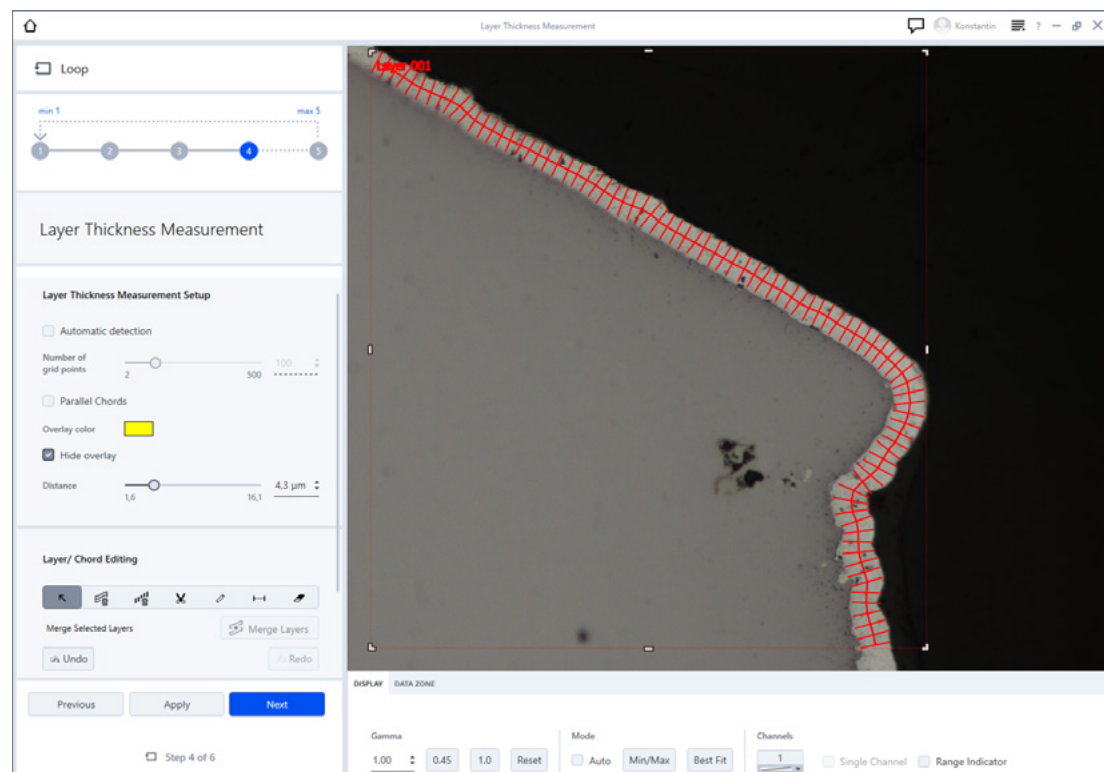 Layer Thickness Measurement
Konstantin
?
Loop
min 1
max 5
1 2 3 4 5
Layer Thickness Measurement
Layer Thickness Measurement Setup
Automatic detection
Number of
grid points
100
2 500
Parallel Chords
Overlay color
Hide overlay
Distance
4,3 µm
1,6 16,1
Layer/ Chord Editing
Merge Selected Layers
Merge Layers
Undo
Redo
Previous
Apply
Next
Step 4 of 6
Layer 001
DISPLAY DATA ZONE
Gamma
1.00 0.45 1.0 Reset
Mode
Auto Min/Max Best Fit
Channels
1 Single Channel Range Indicator